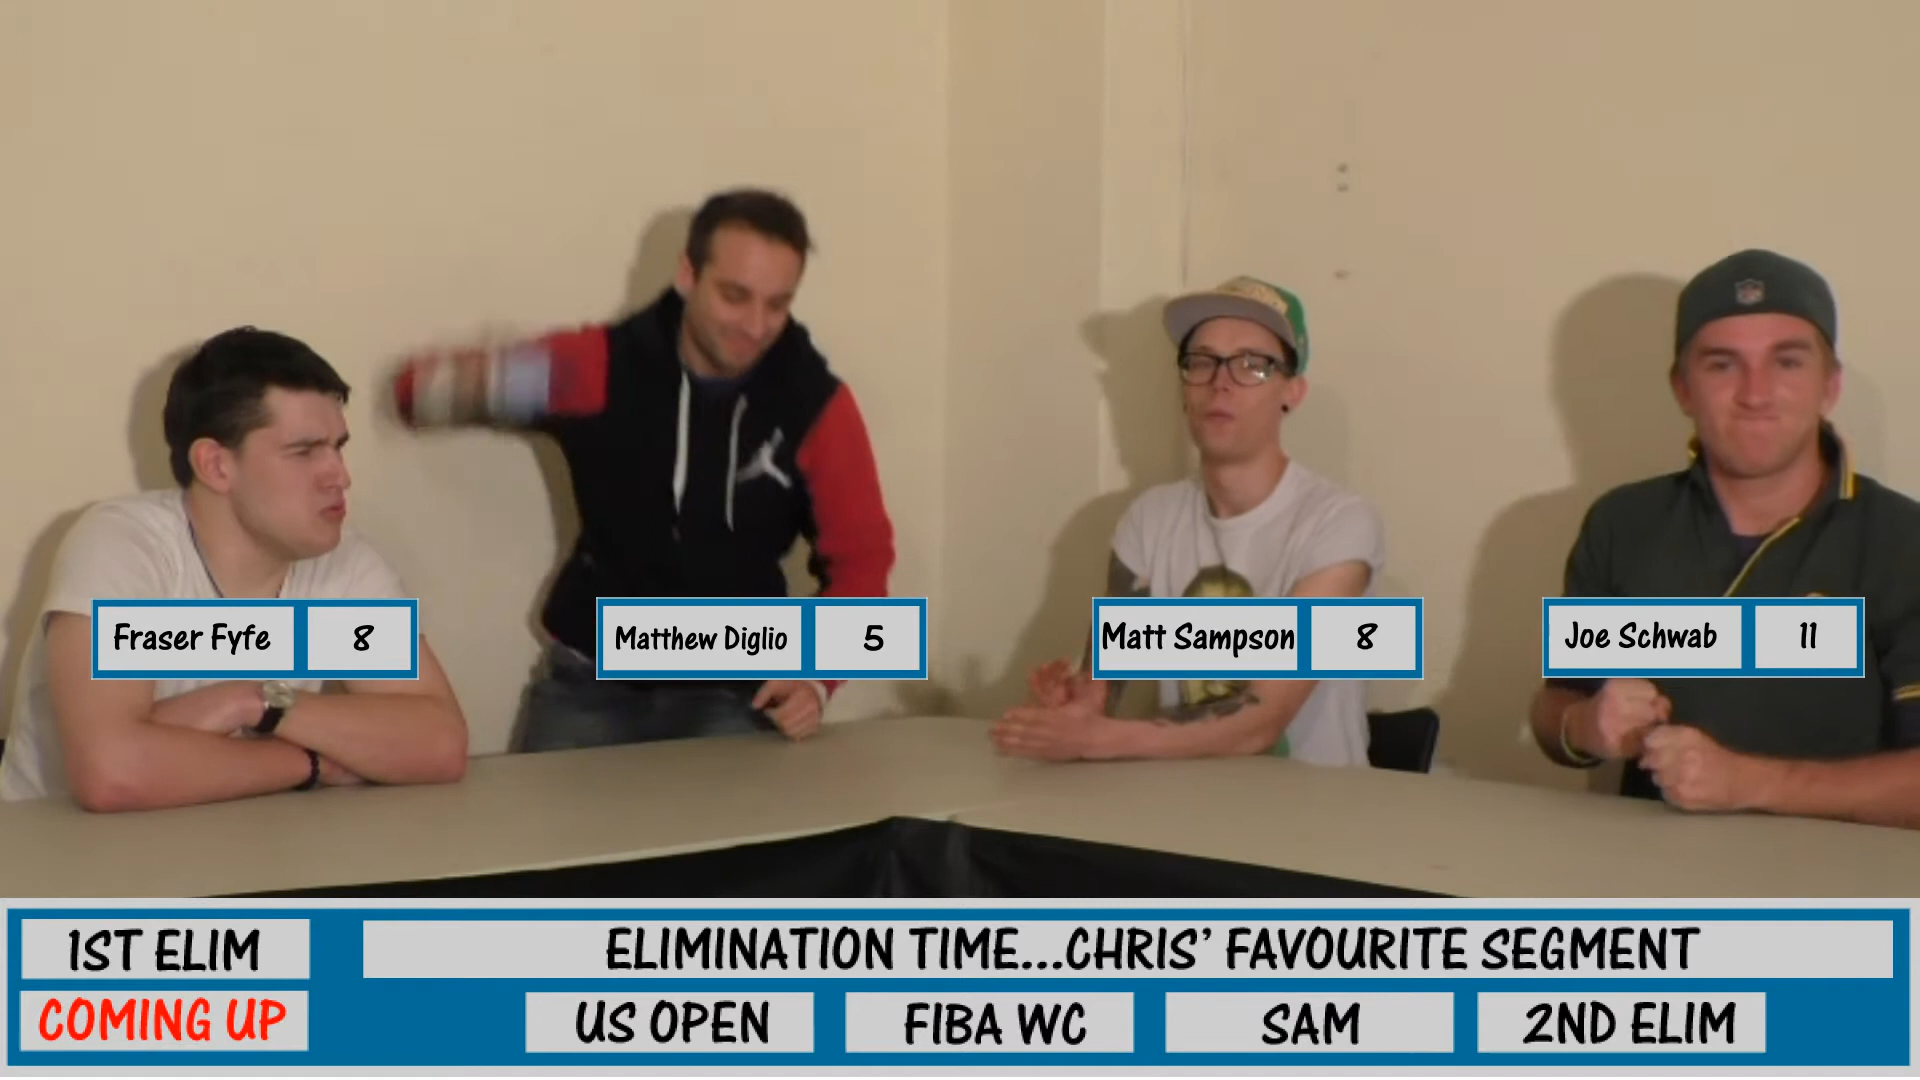 Fraser Fyfe 8
Matthew Diglio 5
Matt Sampson 8
Joe Schwab 11
1ST ELIM
ELIMINATION TIME...CHRIS' FAVOURITE SEGMENT
COMING UP
US OPEN
FIBA WC
SAM
2ND ELIM